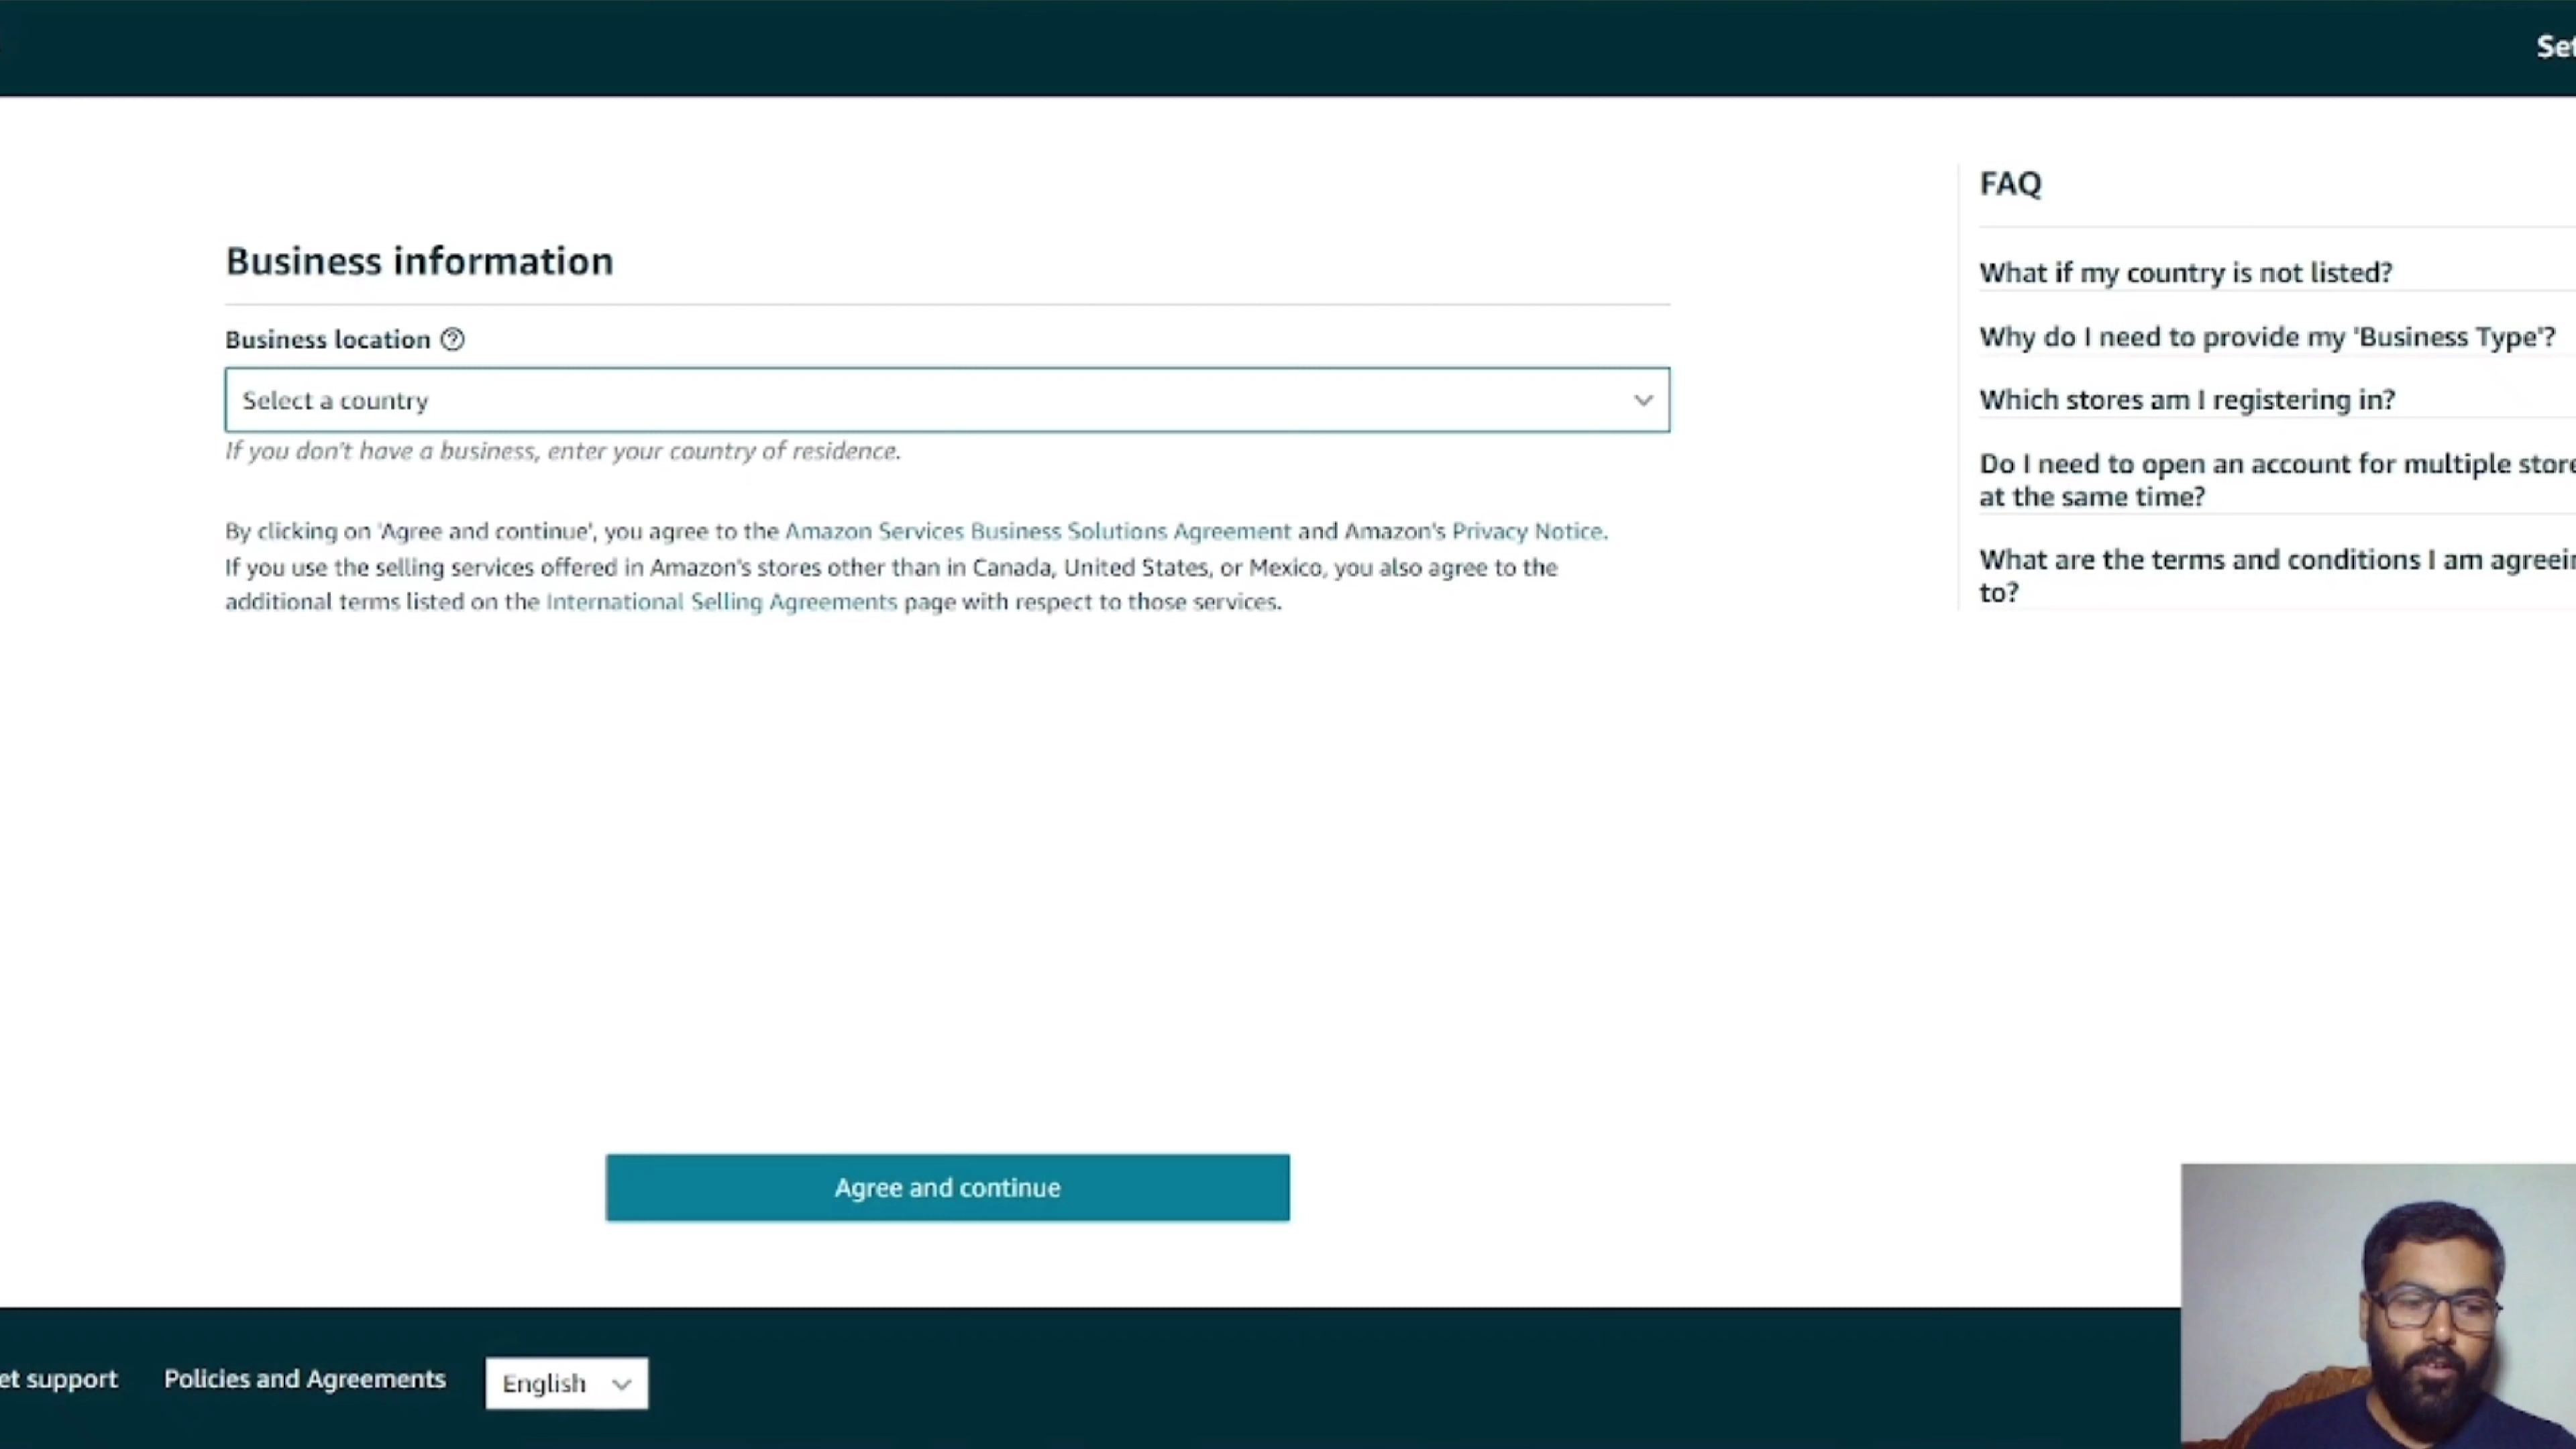 Business information
Business location
Select a country
If you don't have a business, enter your country of residence.
By clicking on 'Agree and continue', you agree to the Amazon Services Business Solutions Agreement and Amazon's Privacy Notice.
If you use the selling services offered in Amazon's stores other than in Canada, United States, or Mexico, you also agree to the
additional terms listed on the International Selling Agreements page with respect to those services.
FAQ
What if my country is not listed?
Why do I need to provide my 'Business Type'?
Which stores am I registering in?
Do I need to open an account for multiple
at the same time?
What are the terms and conditions I am
to?
Agree and continue
support
Policies and Agreements
English